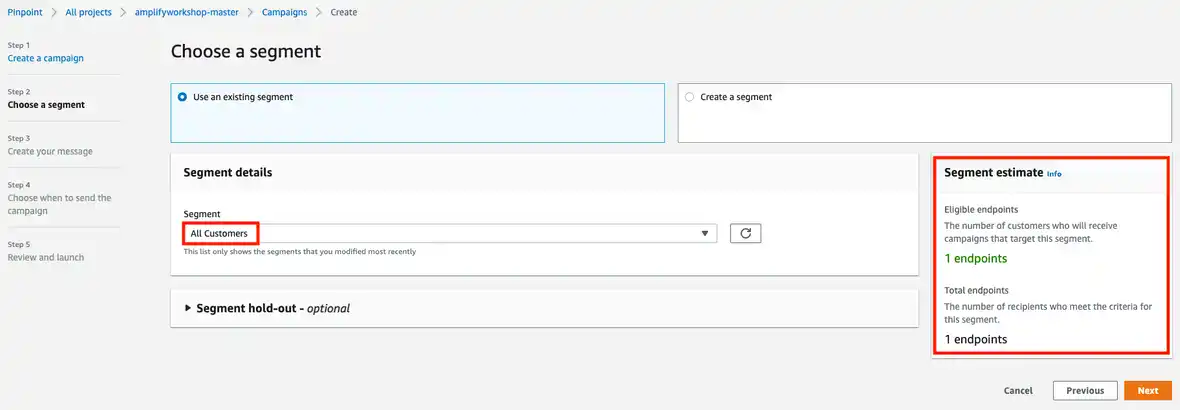 Pinpoint > All projects > amplifyworkshop-master > Campaigns > Create
Step 1
Create a campaign
Step 2
Choose a segment
Step 3
Create your message
Step 4
Choose when to send the
campaign
Step 5
Review and launch
Choose a segment
Use an existing segment
Create a segment
Segment details
Segment
All Customers
This list only shows the segments that you modified most recently
Segment hold-out - optional
Segment estimate Info
Eligible endpoints
The number of customers who will receive
campaigns that target this segment.
1 endpoints
Total endpoints
The number of recipients who meet the criteria for
this segment.
1 endpoints
Cancel
Previous
Next